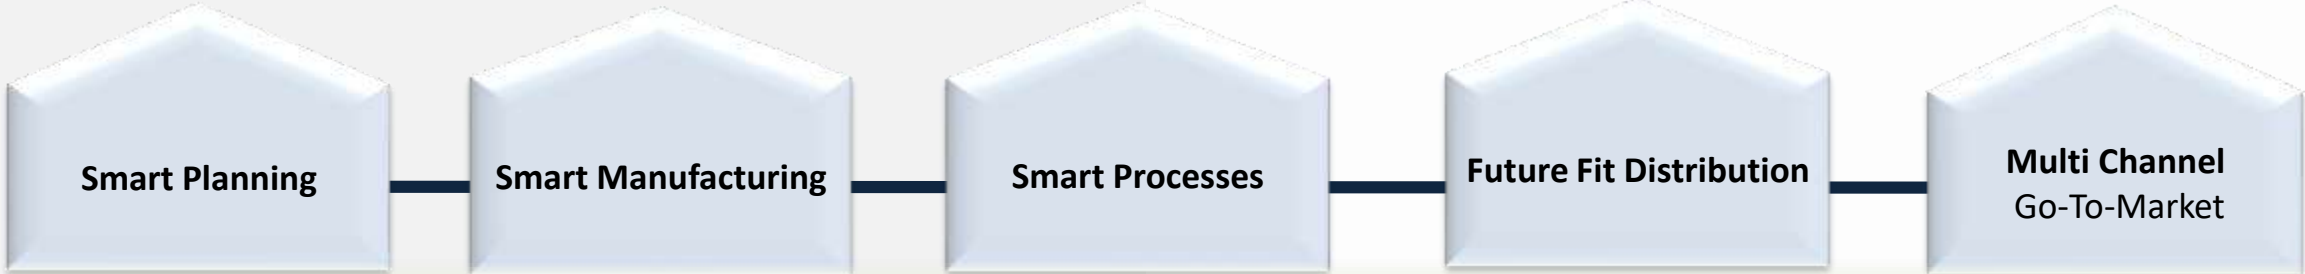 Smart Planning
Smart Manufacturing
Smart Processes
Future Fit Distribution
Multi Channel
Go-To-Market